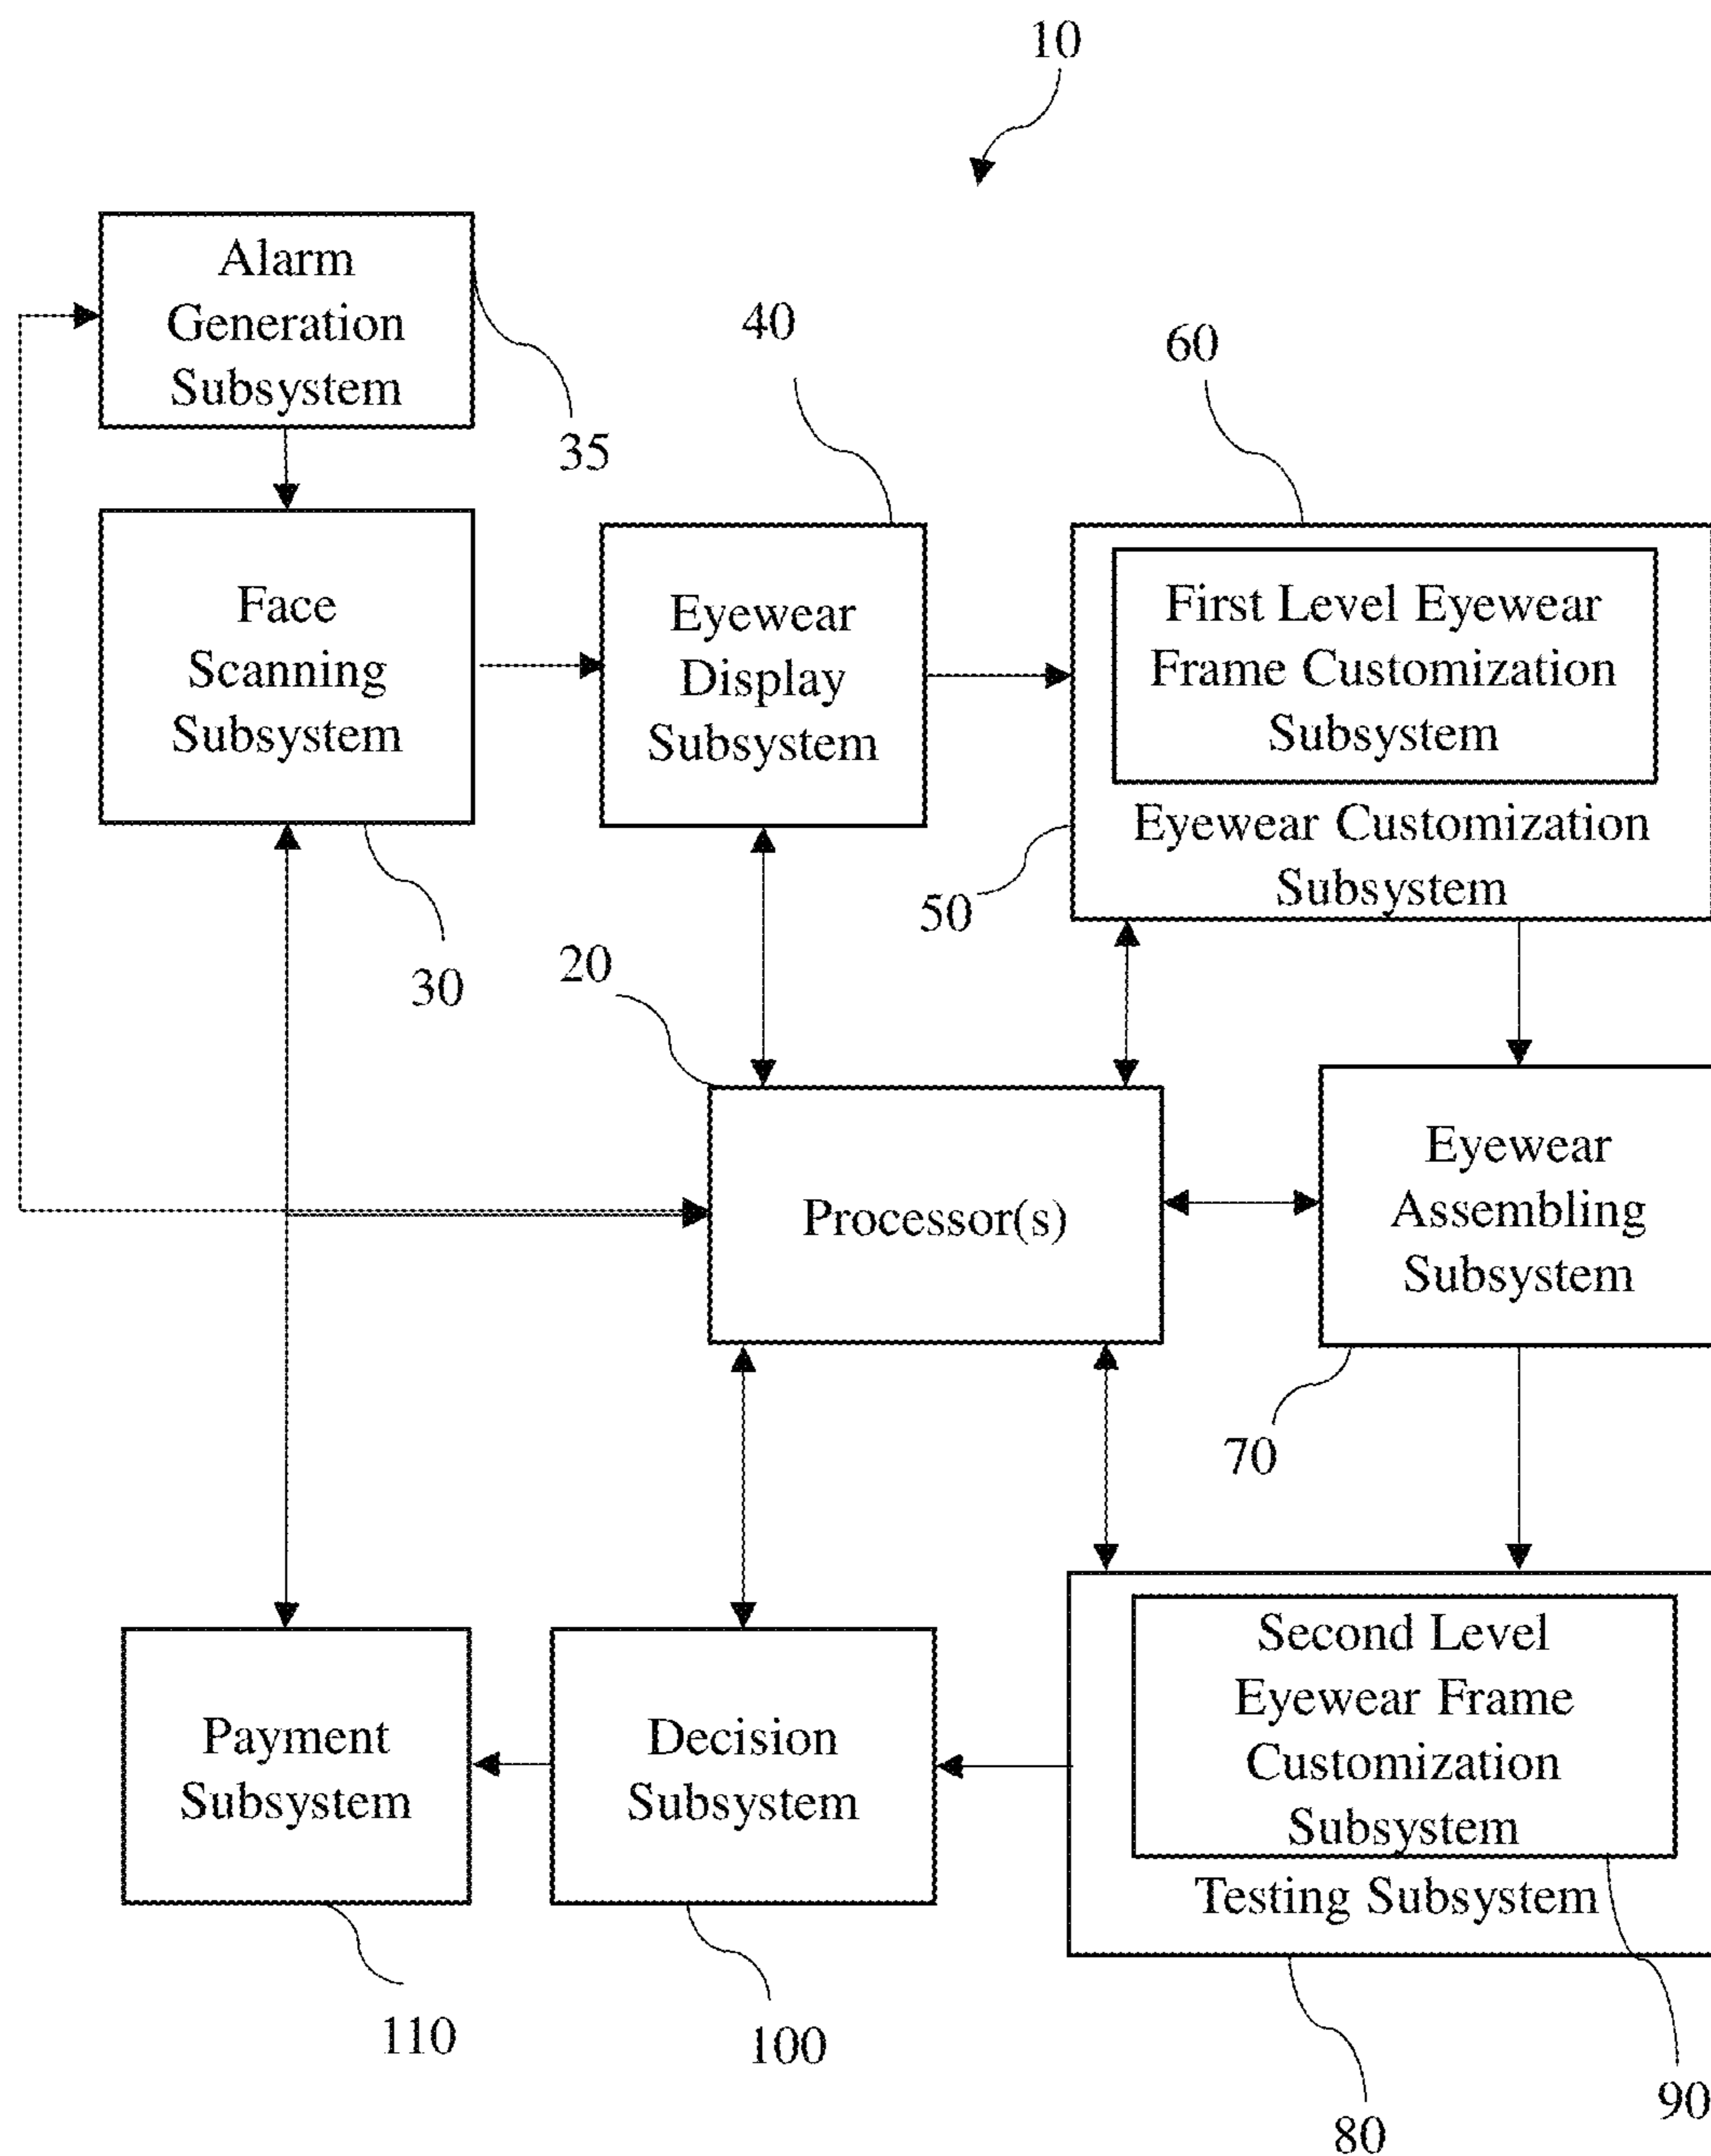 10
Alarm
Generation
Subsystem
35
40
60
Face
Scanning
Subsystem
30
Eyewear
Display
Subsystem
First Level Eyewear
Frame Customization
Subsystem
Eyewear Customization
Subsystem
50
20
Processor(s)
Eyewear
Assembling
Subsystem
70
Payment
Subsystem
110
Decision
Subsystem
100
Second Level
Eyewear Frame
Customization
Subsystem
Testing Subsystem
80
90